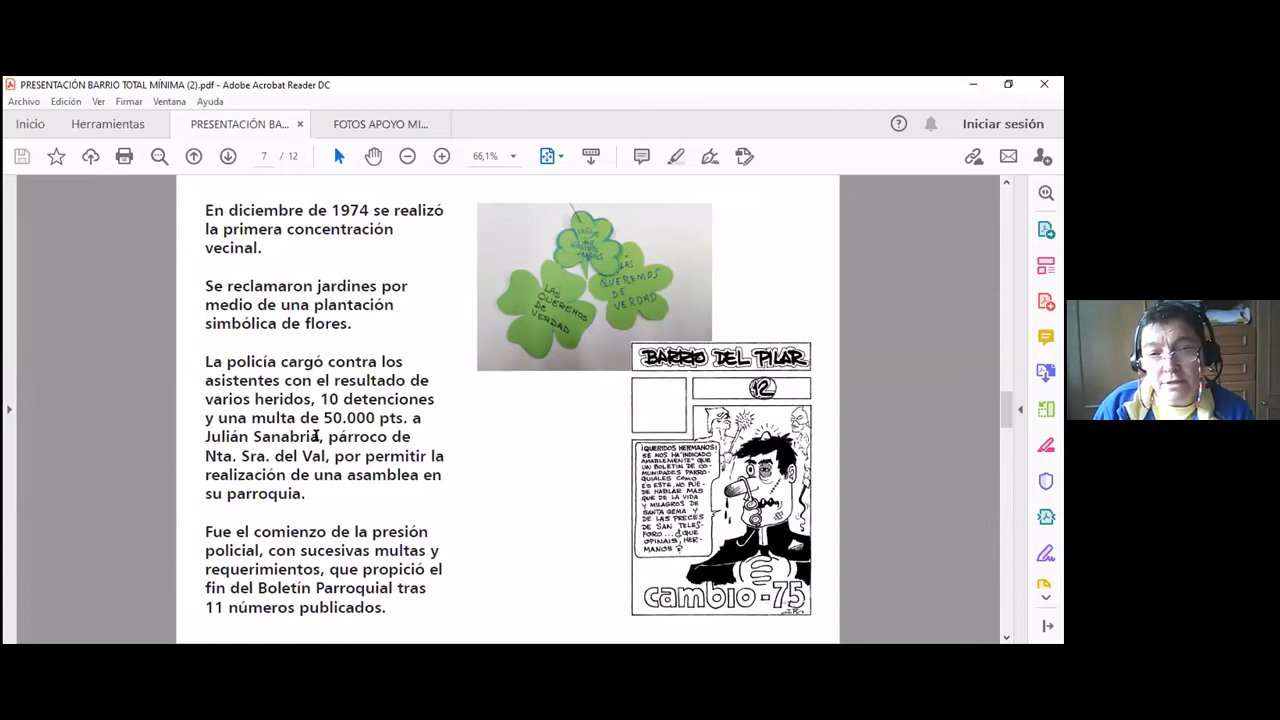 PRESENTACIÓN BARRIO TOTAL MÍNIMA (2).pdf - Adobe Acrobat Reader DC
Archivo Edición Ver Firmar Ventana Ayuda
Inicio Herramientas PRESENTACIÓN BA... × FOTOS APOYO MI... Iniciar sesión
7 / 12 66,1%
En diciembre de 1974 se realizó
la primera concentración
vecinal.
Se reclamaron jardines por
medio de una plantación
simbólica de flores.
La policía cargó contra los
asistentes con el resultado de
varios heridos, 10 detenciones
y una multa de 50.000 pts. a
Julián Sanabria, párroco de
Nta. Sra. del Val, por permitir la
realización de una asamblea en
su parroquia.
Fue el comienzo de la presión
policial, con sucesivas multas y
requerimientos, que propició el
fin del Boletín Parroquial tras
11 números publicados.
LAS
QUEREMOS
DE
VERDAD
LAS
QUEREMOS
DE
VERDAD
BARRIO DEL PILAR
12
¡QUERIDOS HERMANOS!
SE NOS HA "INDICADO
AMABLEMENTE" QUE
UN BOLETIN DE CO-
MUNIDADES PARRO-
QUIALES COMO
ES ESTE, NO PUE-
DE HABLAR MAS
QUE DE LA VIDA
Y MILAGROS DE
SANTA GEMA Y
DE LAS PRECES
DE SAN TELES-
FORO...¿QUE
OPINAIS, HER-
MANOS?
cambio-75